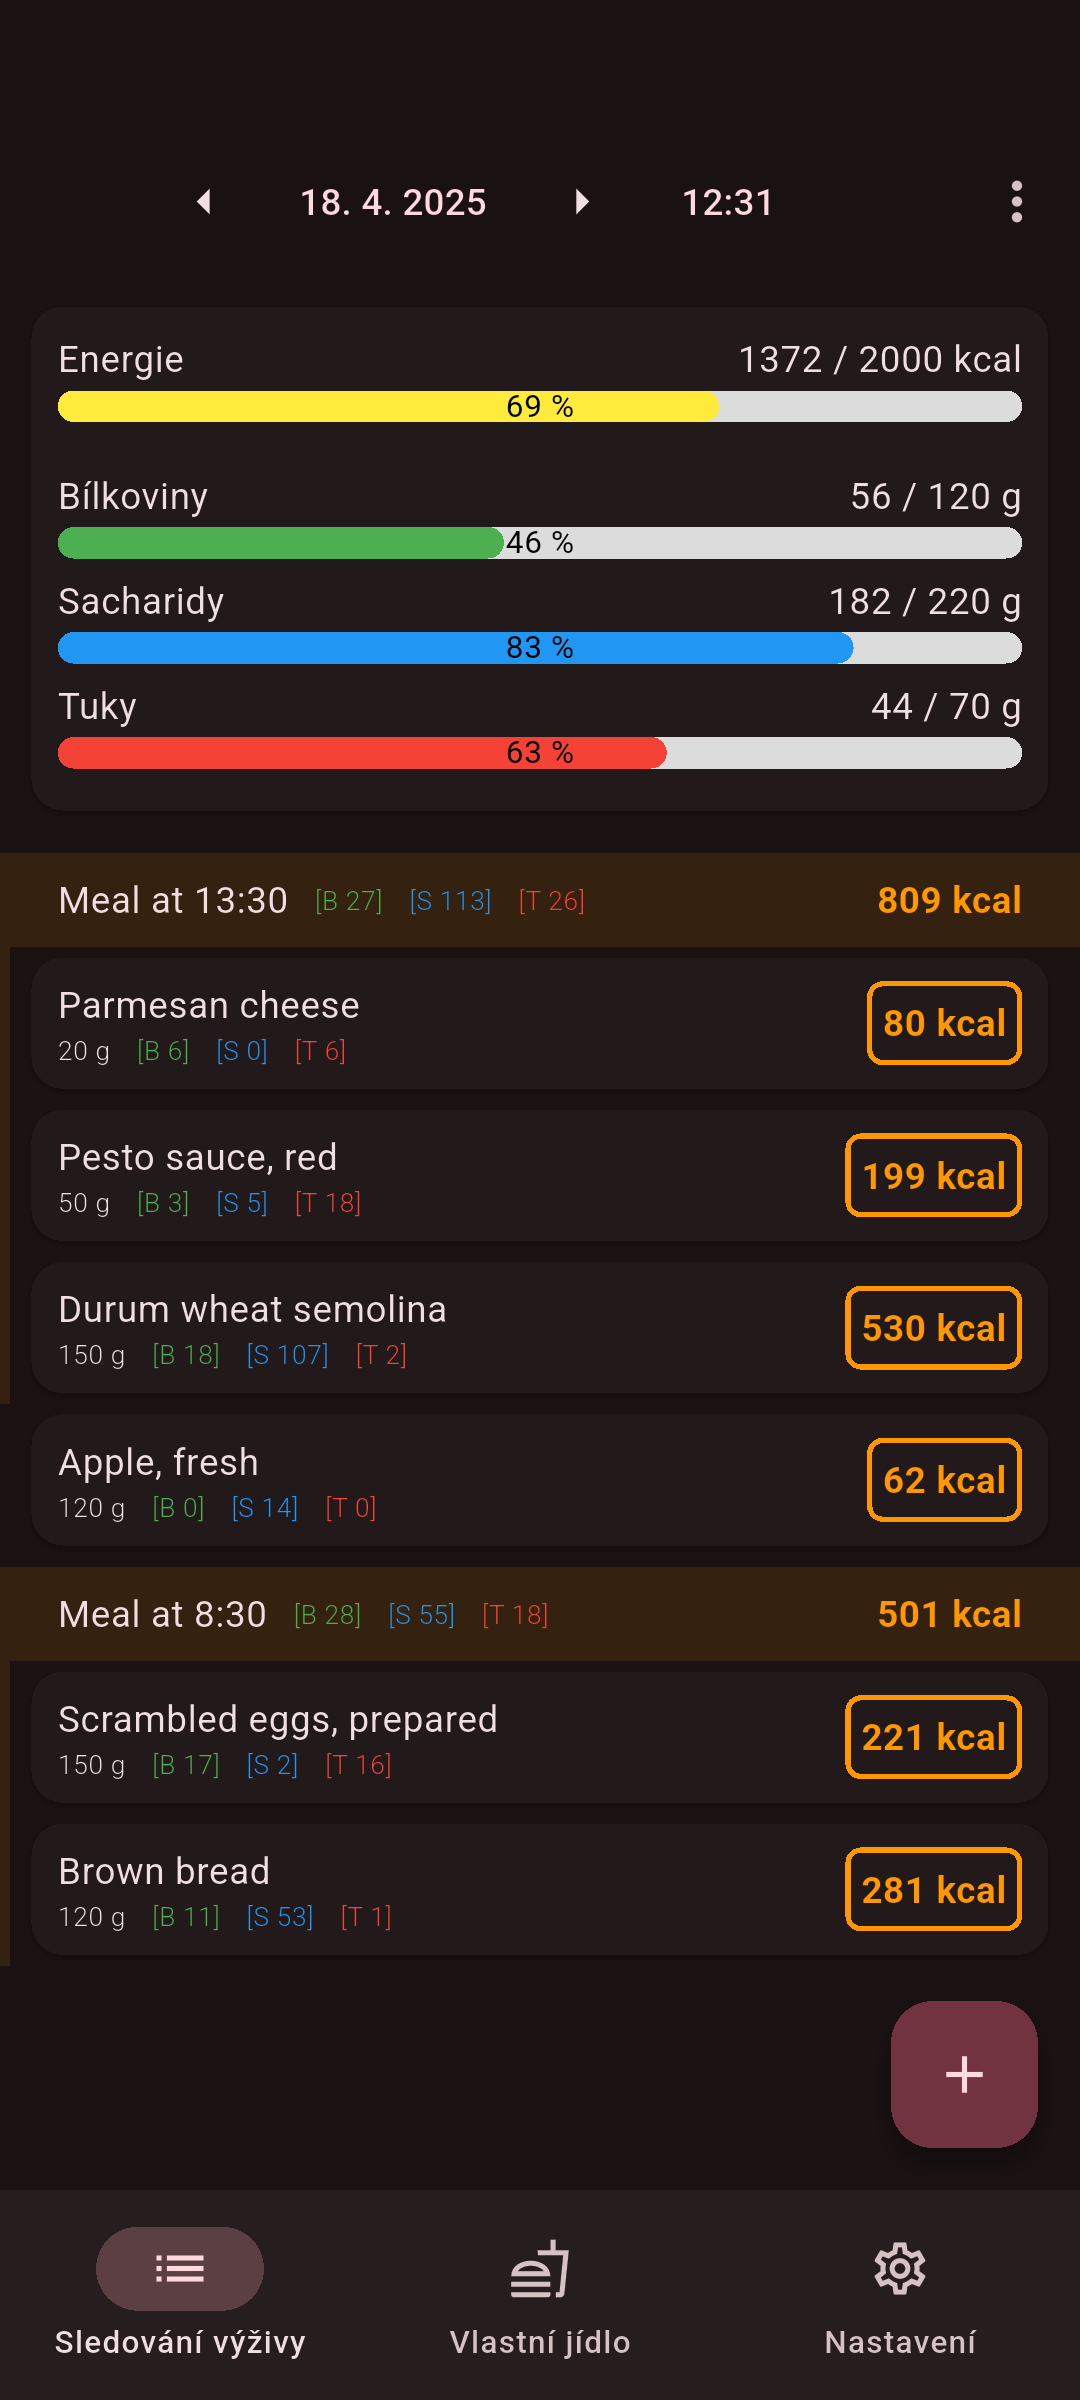 18. 4. 2025 12:31
Energie 1372 / 2000 kcal
69 %
Bílkoviny 56 / 120 g
46 %
Sacharidy 182 / 220 g
83 %
Tuky 44 / 70 g
63 %
Meal at 13:30 [B 27] [S 113] [T 26] 809 kcal
Parmesan cheese
20 g [B 6] [S 0] [T 6] 80 kcal
Pesto sauce, red
50 g [B 3] [S 5] [T 18] 199 kcal
Durum wheat semolina
150 g [B 18] [S 107] [T 2] 530 kcal
Apple, fresh
120 g [B 0] [S 14] [T 0] 62 kcal
Meal at 8:30 [B 28] [S 55] [T 18] 501 kcal
Scrambled eggs, prepared
150 g [B 17] [S 2] [T 16] 221 kcal
Brown bread
120 g [B 11] [S 53] [T 1] 281 kcal
Sledování výživy Vlastní jídlo Nastavení